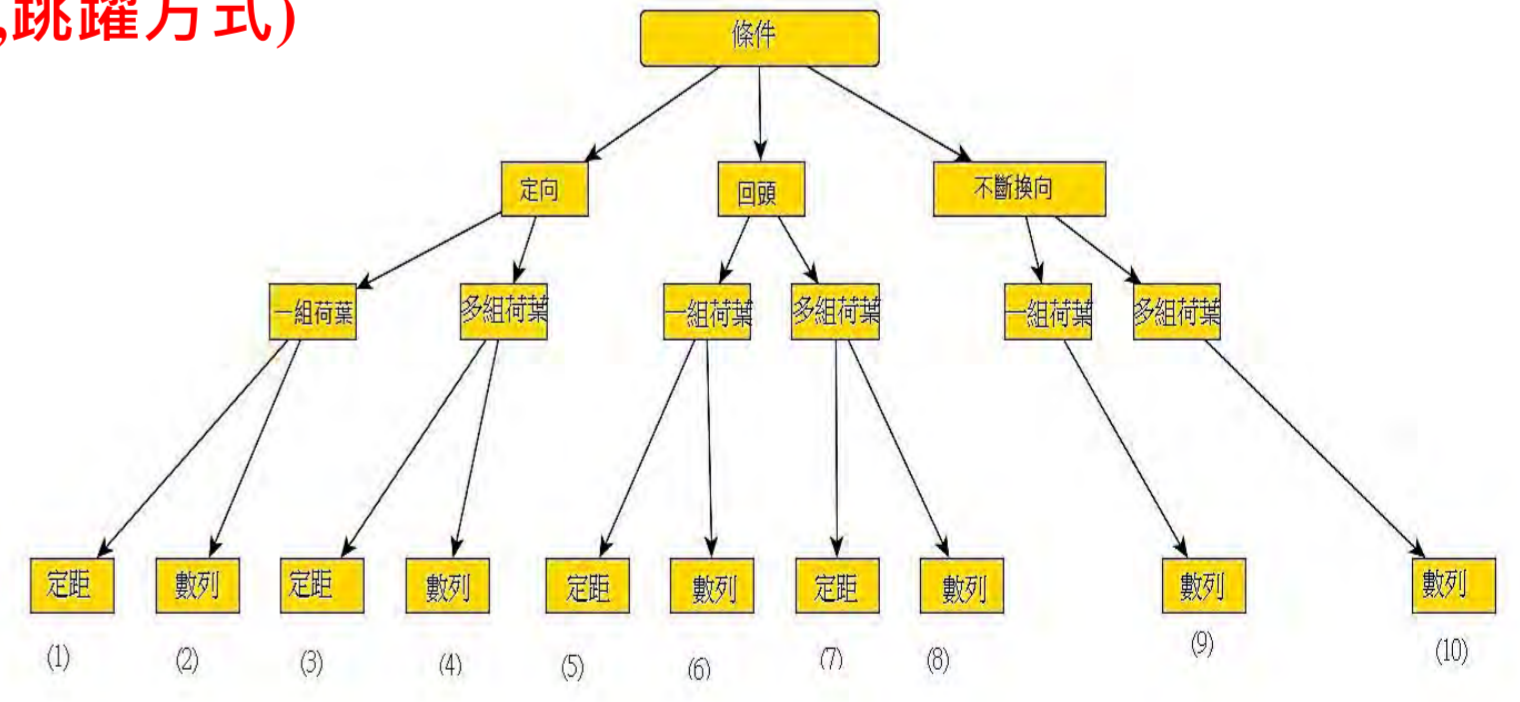 ,跳躍方式)
條件
定向
回頭
不斷換向
一組荷葉
多組荷葉
一組荷葉
多組荷葉
一組荷葉
多組荷葉
定距
數列
定距
數列
定距
數列
定距
數列
數列
數列
(1)
(2)
(3)
(4)
(5)
(6)
(7)
(8)
(9)
(10)